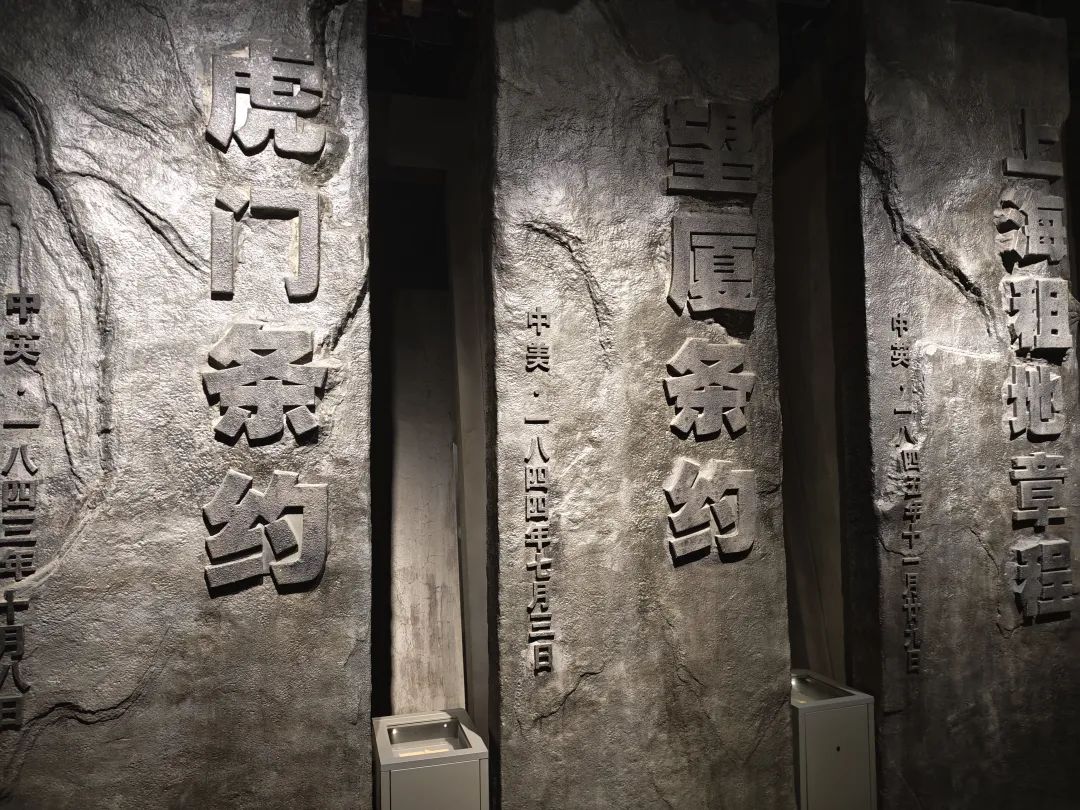 虎门条约
中英·一八四三年十月八日
望厦条约
中美·一八四四年七月三日
上海租地章程
中英·一八四五年十一月廿九日